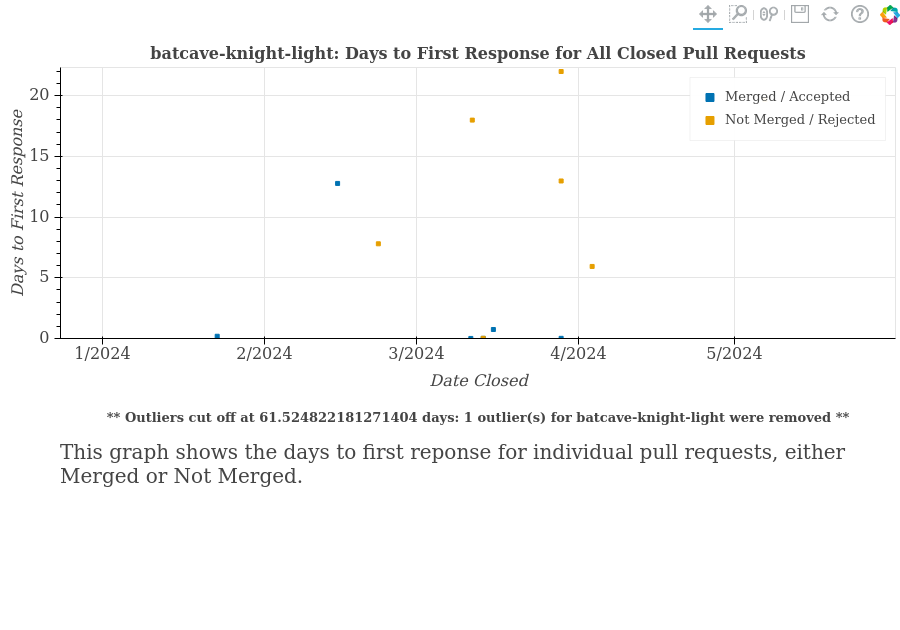 batcave-knight-light: Days to First Response for All Closed Pull Requests
Merged / Accepted
Not Merged / Rejected
Days to First Response
20
15
10
5
0
1/2024
2/2024
3/2024
4/2024
5/2024
Date Closed
** Outliers cut off at 61.524822181271404 days: 1 outlier(s) for batcave-knight-light were removed **
This graph shows the days to first reponse for individual pull requests, either
Merged or Not Merged.